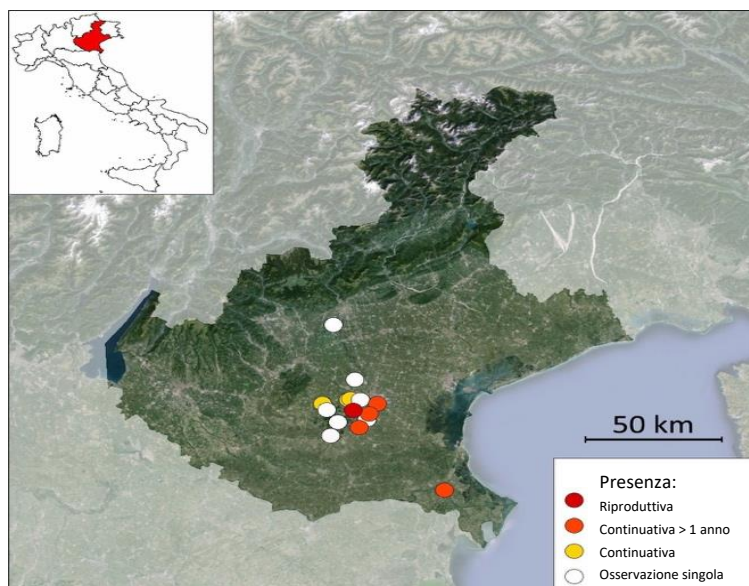 50 km
Presenza:
Riproduttiva
Continuativa > 1 anno
Continuativa
Osservazione singola